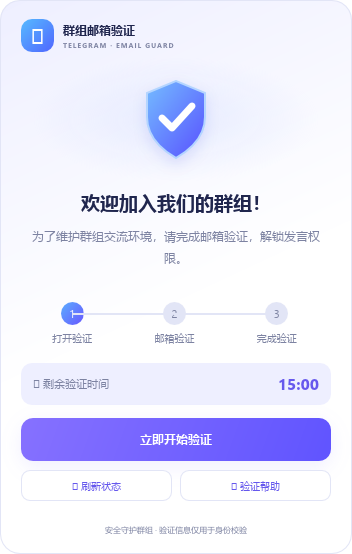 群组邮箱验证
TELEGRAM · EMAIL GUARD
欢迎加入我们的群组！
为了维护群组交流环境，请完成邮箱验证，解锁发言权
限。
1 2 3
打开验证 邮箱验证 完成验证
剩余验证时间 15:00
立即开始验证
刷新状态 验证帮助
安全守护群组 · 验证信息仅用于身份校验